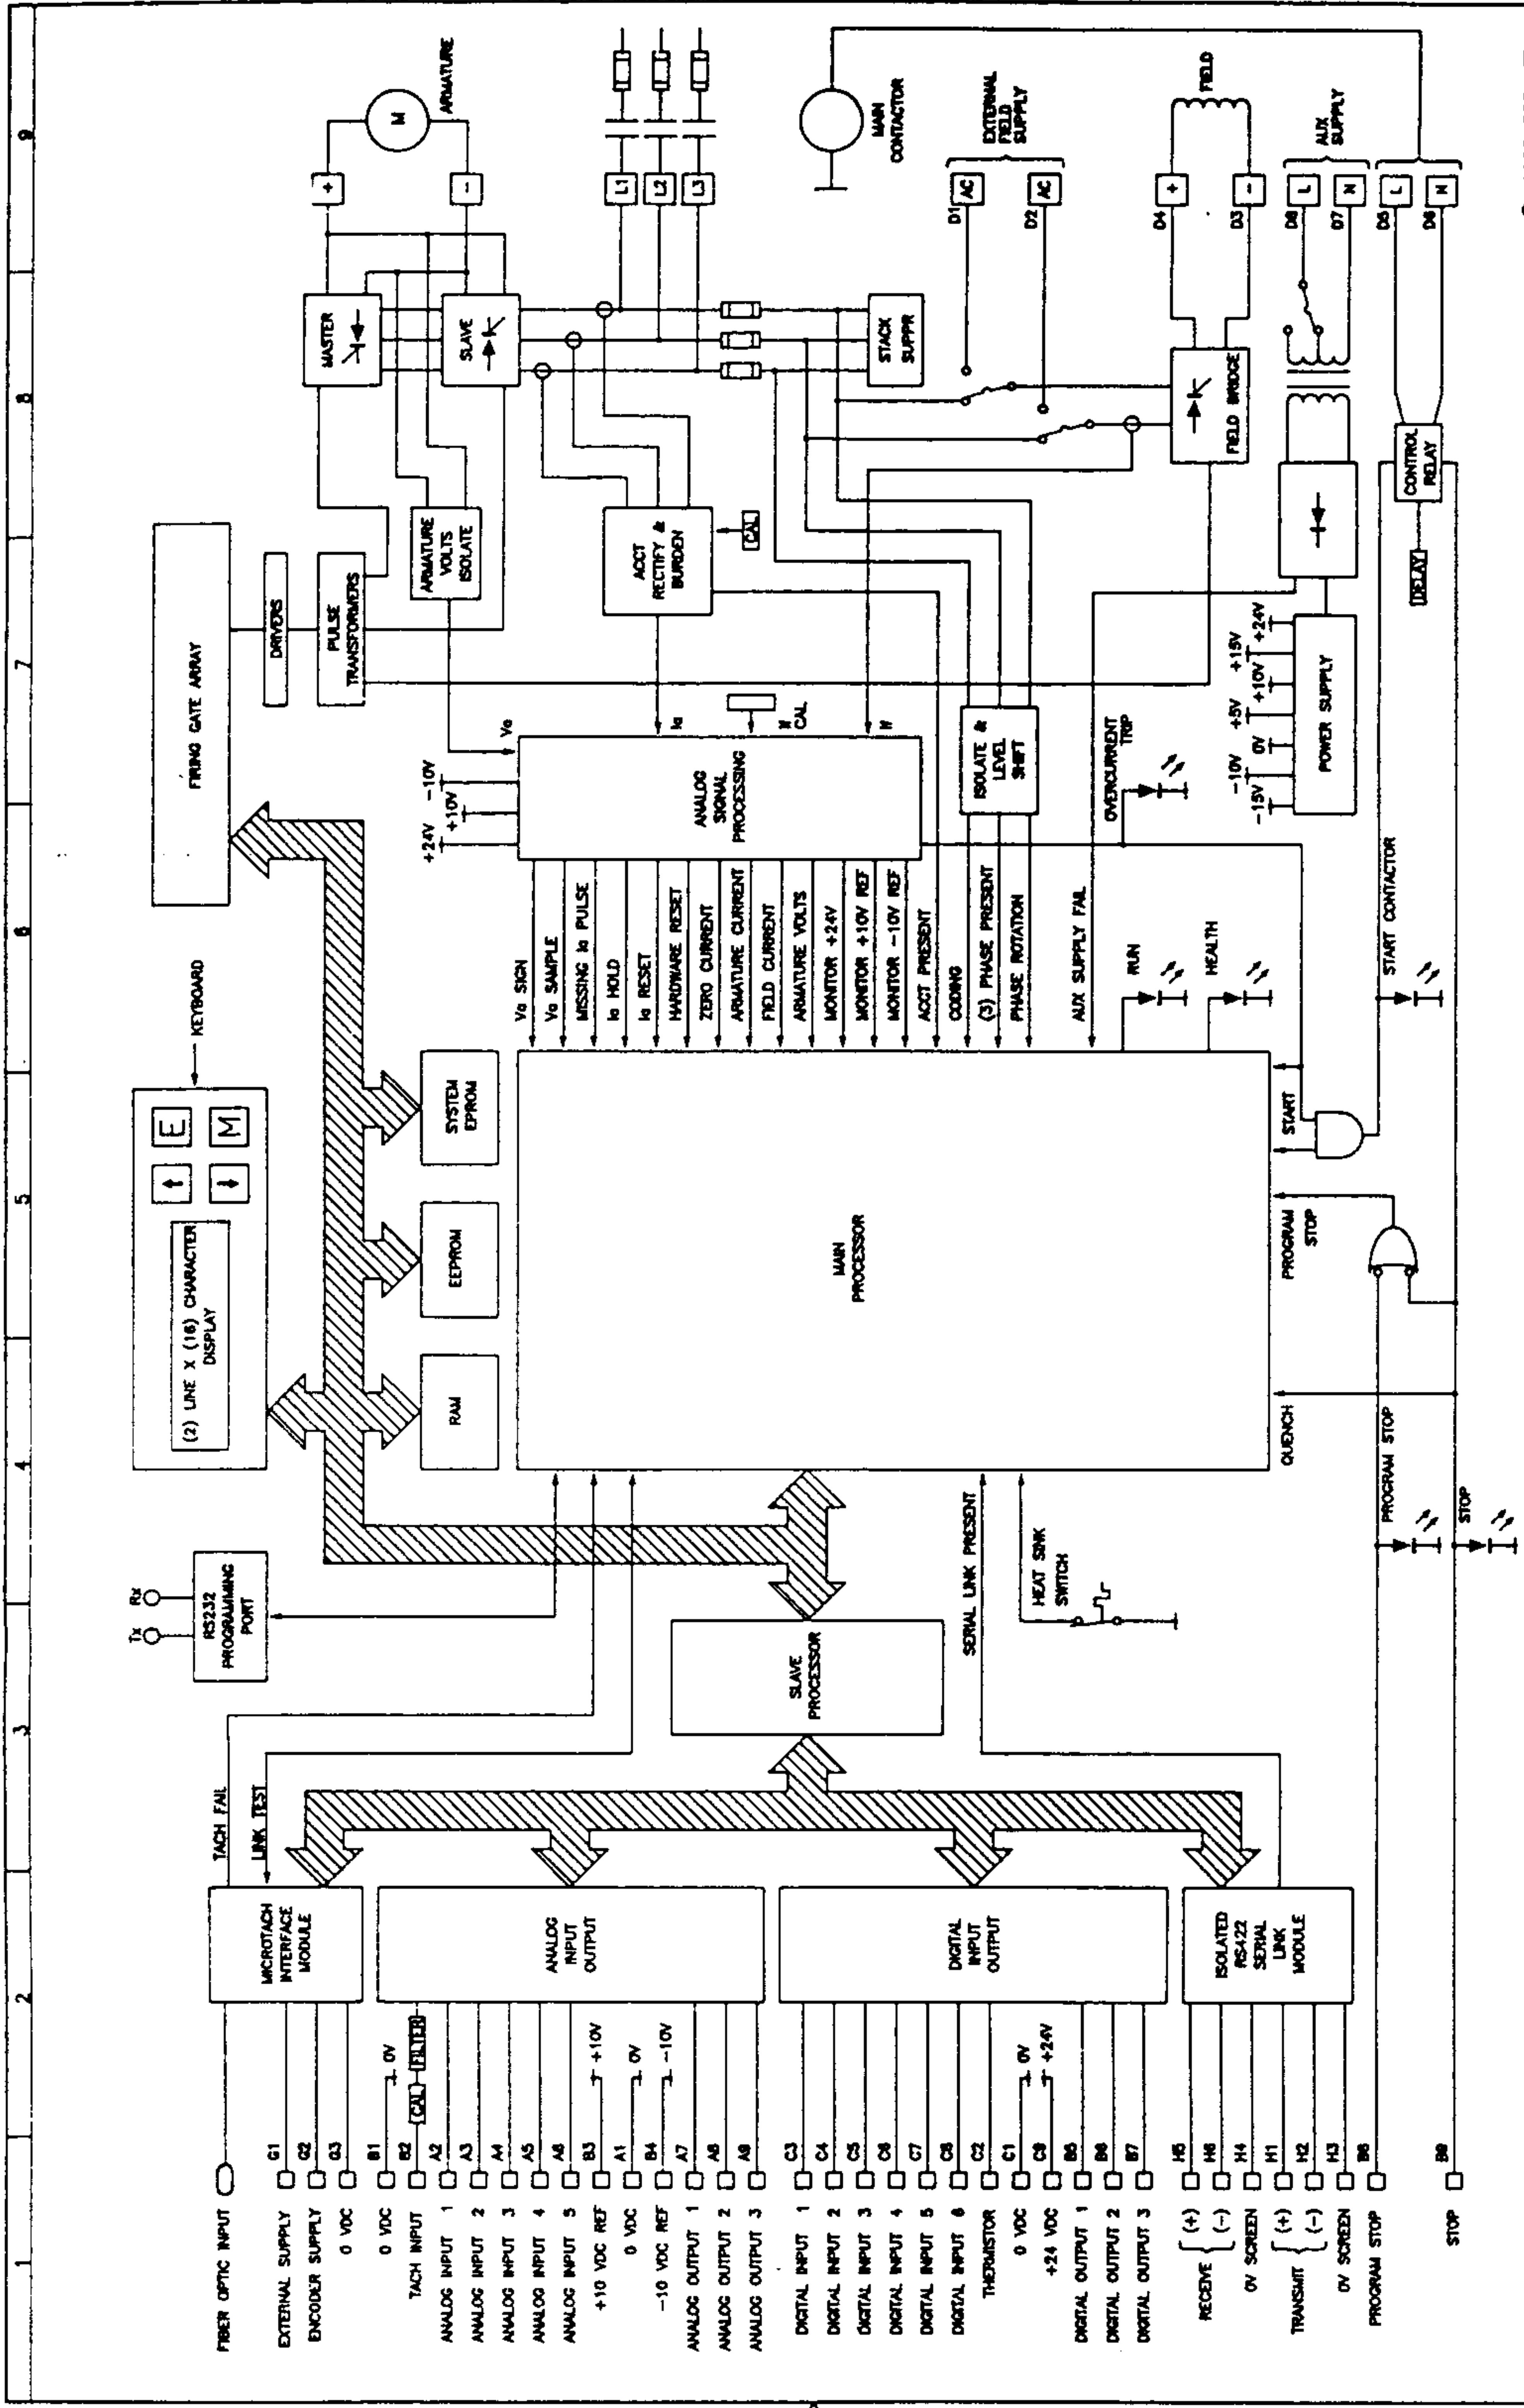 1
2
3
4
5
6
7
8
9
FIBER OPTIC INPUT
EXTERNAL SUPPLY G1
ENCODER SUPPLY G2
0 VDC G3
0 VDC B1 0V
TACH INPUT B2 CAL FILTER
ANALOG INPUT 1 A2
ANALOG INPUT 2 A3
ANALOG INPUT 3 A4
ANALOG INPUT 4 A5
ANALOG INPUT 5 A6
+10 VDC REF B3 +10V
0 VDC A1 0V
-10 VDC REF B4 -10V
ANALOG OUTPUT 1 A7
ANALOG OUTPUT 2 A8
ANALOG OUTPUT 3 A9
DIGITAL INPUT 1 C3
DIGITAL INPUT 2 C4
DIGITAL INPUT 3 C5
DIGITAL INPUT 4 C6
DIGITAL INPUT 5 C7
DIGITAL INPUT 6 C8
THERMISTOR C2
0 VDC C1 0V
+24 VDC C9 +24V
DIGITAL OUTPUT 1 B5
DIGITAL OUTPUT 2 B6
DIGITAL OUTPUT 3 B7
RECEIVE
(+) H5
(-) H6
0V SCREEN H4
TRANSMIT
(+) H1
(-) H2
0V SCREEN H3
PROGRAM STOP B8
STOP B9
MICROTACH
INTERFACE
MODULE
ANALOG
INPUT
OUTPUT
DIGITAL
INPUT
OUTPUT
ISOLATED
RS422
SERIAL
LINK
MODULE
TACH FAIL
LINK TEST
Tx
Rx
RS232
PROGRAMMING
PORT
SLAVE
PROCESSOR
SERIAL LINK PRESENT
HEAT SINK
SWITCH
PROGRAM STOP
STOP
(2) LINE X (16) CHARACTER
DISPLAY
E
M
KEYBOARD
RAM
EEPROM
SYSTEM
EPROM
MAIN
PROCESSOR
QUENCH
PROGRAM
STOP
START
Va SIGN
Va SAMPLE
MISSING Ia PULSE
Ia HOLD
Ia RESET
HARDWARE RESET
ZERO CURRENT
ARMATURE CURRENT
FIELD CURRENT
ARMATURE VOLTS
MONITOR +24V
MONITOR +10V REF
MONITOR -10V REF
ACCT PRESENT
CODING
(3) PHASE PRESENT
PHASE ROTATION
AUX SUPPLY FAIL
RUN
HEALTH
START CONTACTOR
FIRING GATE ARRAY
DRIVERS
PULSE
TRANSFORMERS
+24V
+10V
-10V
Va
Ia
CAL
ANALOG
SIGNAL
PROCESSING
ISOLATE &
LEVEL
SHIFT
OVERCURRENT
TRIP
-15V
-10V
0V
+5V
+10V
+15V
+24V
POWER SUPPLY
ARMATURE
VOLTS
ISOLATE
ACCT
RECTIFY &
BURDEN
CAL
DELAY
CONTROL
RELAY
MASTER
SLAVE
STACK
SUPPR
FIELD BRIDGE
+
-
M
ARMATURE
L1
L2
L3
MAIN
CONTACTOR
D1 AC
D2 AC
EXTERNAL
FIELD
SUPPLY
D4 +
D3 -
FIELD
D8 L
D7 N
AUX
SUPPLY
D5 L
D6 N